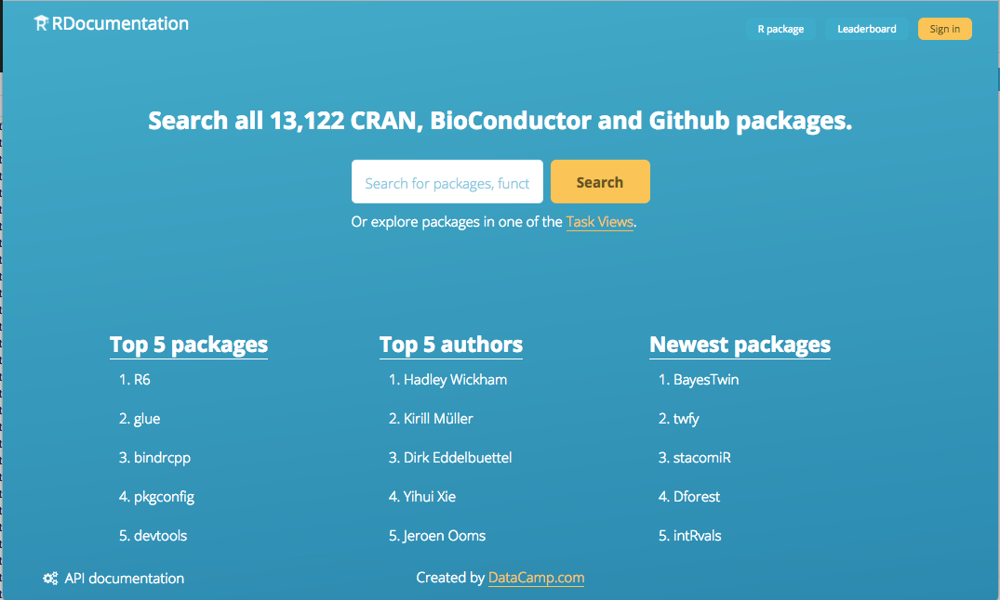 RDocumentation
R package
Leaderboard
Sign in
Search all 13,122 CRAN, BioConductor and Github packages.
Search for packages, funct
Search
Or explore packages in one of the Task Views.
Top 5 packages
1. R6
2. glue
3. bindrcpp
4. pkgconfig
5. devtools
Top 5 authors
1. Hadley Wickham
2. Kirill Müller
3. Dirk Eddelbuettel
4. Yihui Xie
5. Jeroen Ooms
Newest packages
1. BayesTwin
2. twfy
3. stacomiR
4. Dforest
5. intRvals
API documentation
Created by DataCamp.com